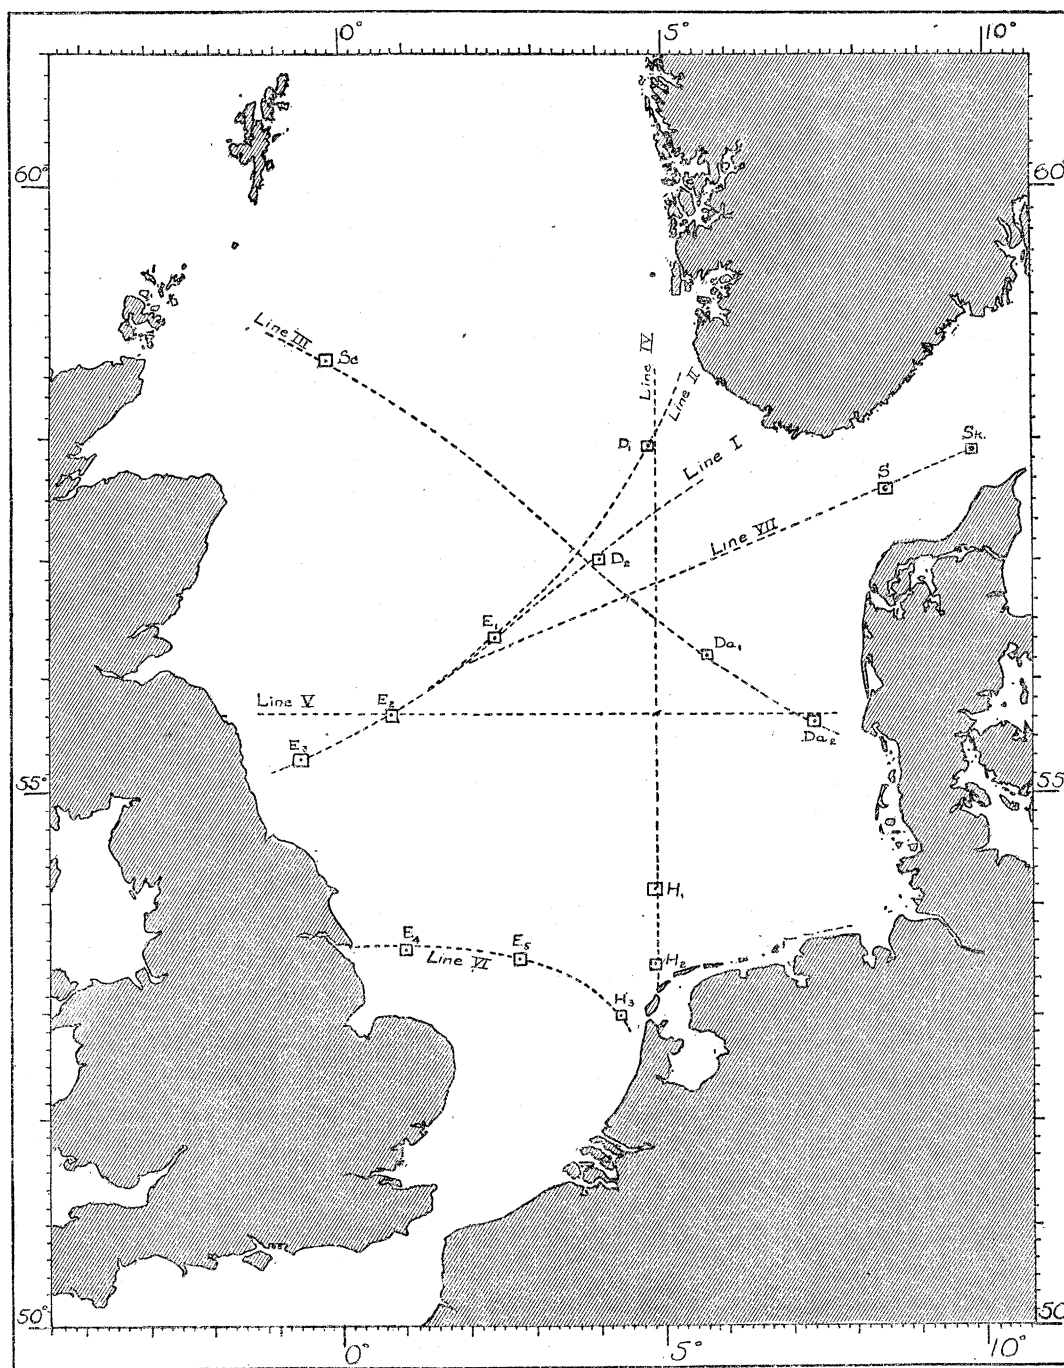 0° 5° 10°
60° 60°
Line III
Sc
Line IV
Line II
D₁
Line I
Sk.
S
Line VII
D₂
E₁
Da₁
Line V
E₂
Da₂
E₃
55° 55°
H₁
E₄
E₅
Line VI
H₂
H₃
50° 50
0° 5° 10°